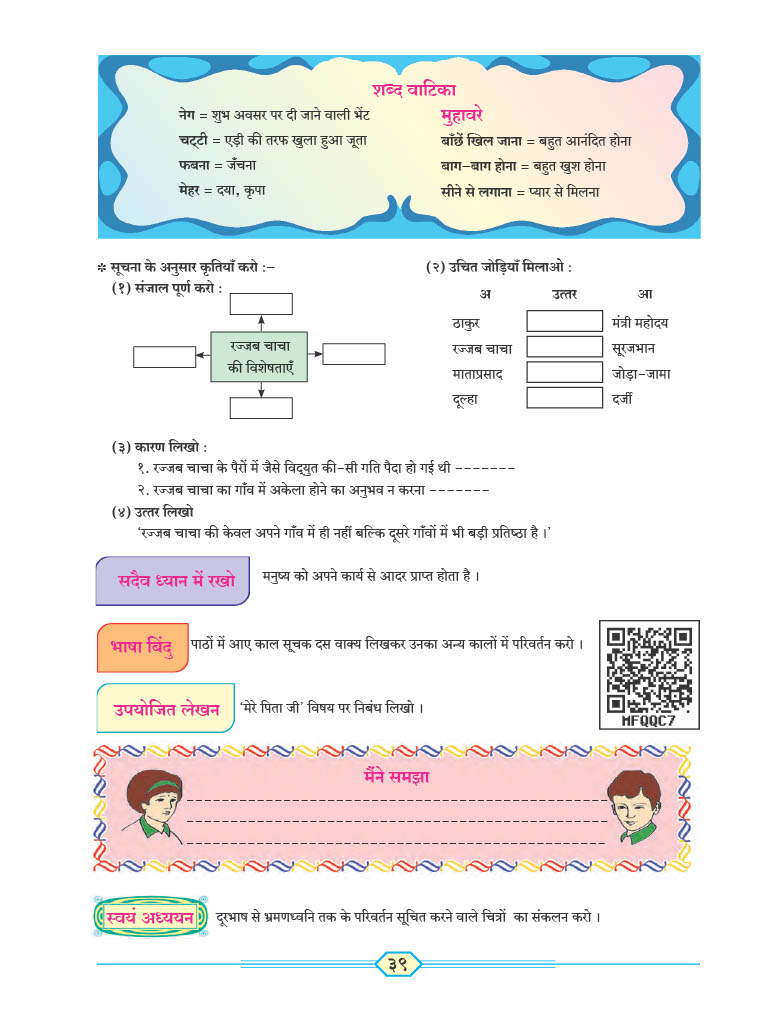 शब्द वाटिका
नेग = शुभ अवसर पर दी जाने वाली भेंट
चट्टी = एड़ी की तरफ खुला हुआ जूता
फबना = जँचना
मेहर = दया, कृपा
मुहावरे
बाँछें खिल जाना = बहुत आनंदित होना
बाग-बाग होना = बहुत खुश होना
सीने से लगाना = प्यार से मिलना
* सूचना के अनुसार कृतियाँ करो :-
(१) संजाल पूर्ण करो :
रज्जब चाचा
की विशेषताएँ
(२) उचित जोड़ियाँ मिलाओ :
अ उत्तर आ
ठाकुर मंत्री महोदय
रज्जब चाचा सूरजभान
माताप्रसाद जोड़ा-जामा
दूल्हा दर्जी
(३) कारण लिखो :
१. रज्जब चाचा के पैरों में जैसे विद्युत की-सी गति पैदा हो गई थी -------
२. रज्जब चाचा का गाँव में अकेला होने का अनुभव न करना -------
(४) उत्तर लिखो
‘रज्जब चाचा की केवल अपने गाँव में ही नहीं बल्कि दूसरे गाँवों में भी बड़ी प्रतिष्ठा है ।’
सदैव ध्यान में रखो
मनुष्य को अपने कार्य से आदर प्राप्त होता है ।
भाषा बिंदु
पाठों में आए काल सूचक दस वाक्य लिखकर उनका अन्य कालों में परिवर्तन करो ।
MFQQC7
उपयोजित लेखन
‘मेरे पिता जी’ विषय पर निबंध लिखो ।
मैंने समझा
स्वयं अध्ययन
दूरभाष से भ्रमणध्वनि तक के परिवर्तन सूचित करने वाले चित्रों का संकलन करो ।
३९